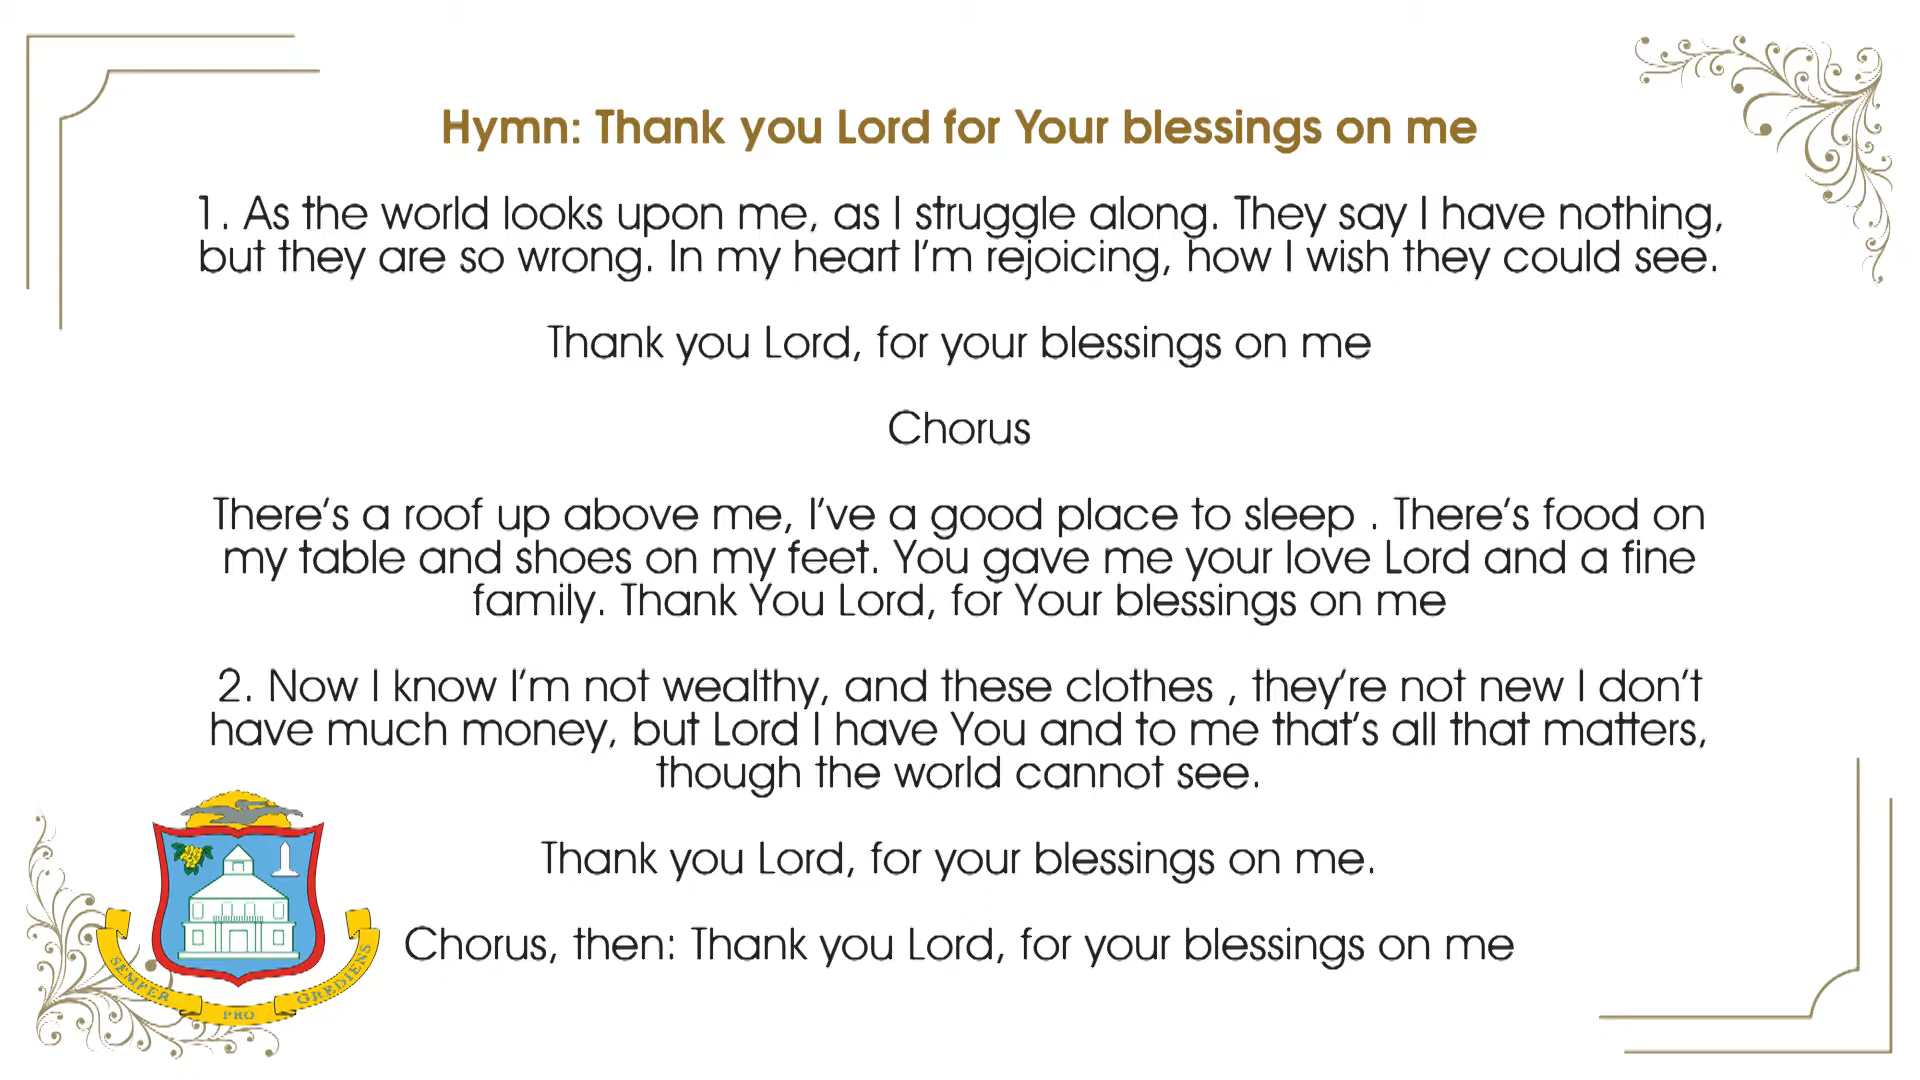 Hymn: Thank you Lord for Your blessings on me
1. As the world looks upon me, as I struggle along. They say I have nothing,
but they are so wrong. In my heart I’m rejoicing, how I wish they could see.
Thank you Lord, for your blessings on me
Chorus
There’s a roof up above me, I’ve a good place to sleep . There’s food on
my table and shoes on my feet. You gave me your love Lord and a fine
family. Thank You Lord, for Your blessings on me
2. Now I know I’m not wealthy, and these clothes , they’re not new I don’t
have much money, but Lord I have You and to me that’s all that matters,
though the world cannot see.
Thank you Lord, for your blessings on me.
Chorus, then: Thank you Lord, for your blessings on me
SEMPER PRO GREDIENS